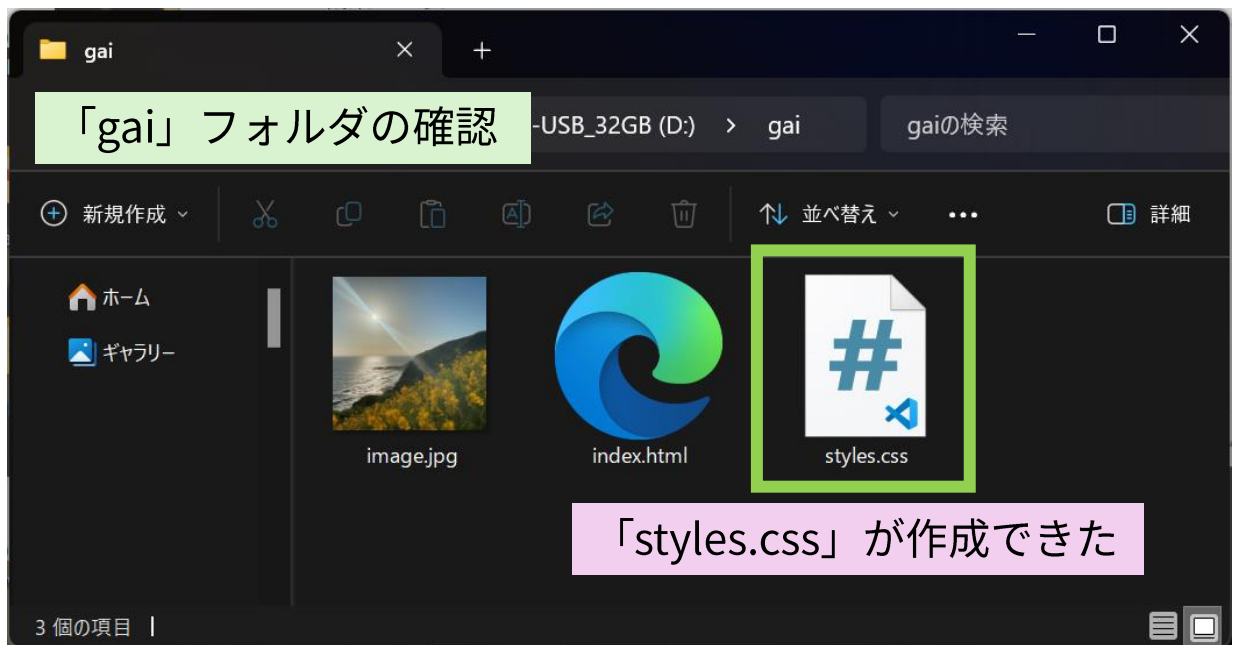 gai
「gai」フォルダの確認
-USB_32GB (D:) > gai
gaiの検索
新規作成
並べ替え
詳細
ホーム
ギャラリー
image.jpg
index.html
styles.css
「styles.css」が作成できた
3 個の項目